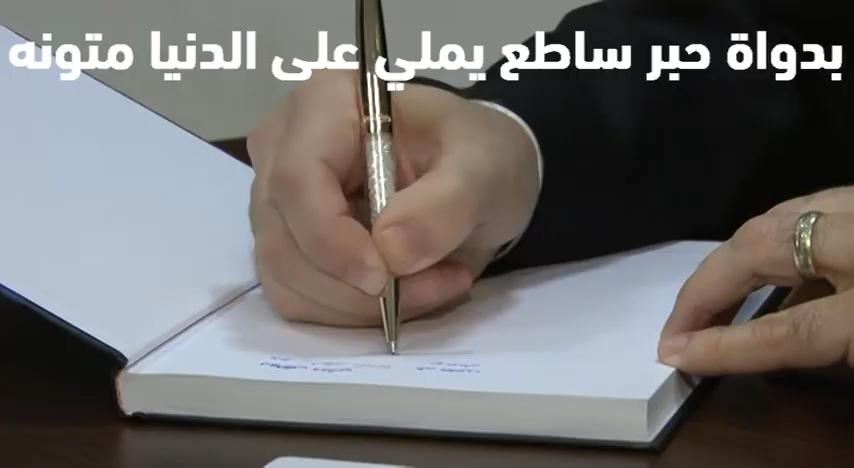 بدواة حبر ساطع يملي على الدنيا متونه